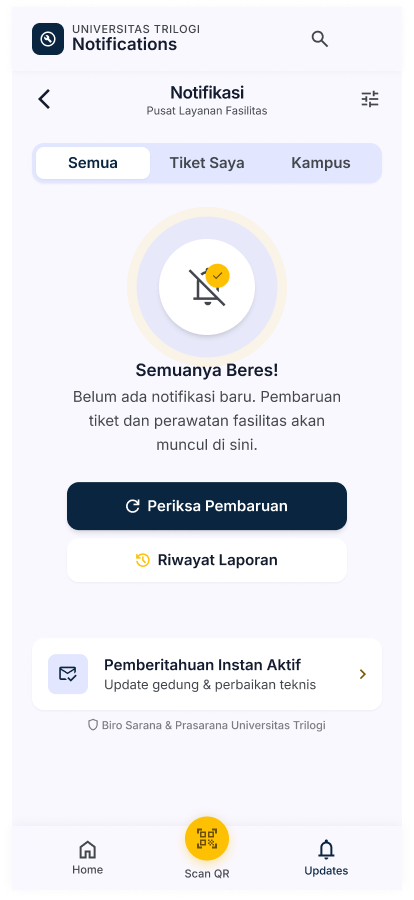 UNIVERSITAS TRILOGI
Notifications
Notifikasi
Pusat Layanan Fasilitas
Semua
Tiket Saya
Kampus
Semuanya Beres!
Belum ada notifikasi baru. Pembaruan
tiket dan perawatan fasilitas akan
muncul di sini.
Periksa Pembaruan
Riwayat Laporan
Pemberitahuan Instan Aktif
Update gedung & perbaikan teknis
Biro Sarana & Prasarana Universitas Trilogi
Home
Scan QR
Updates